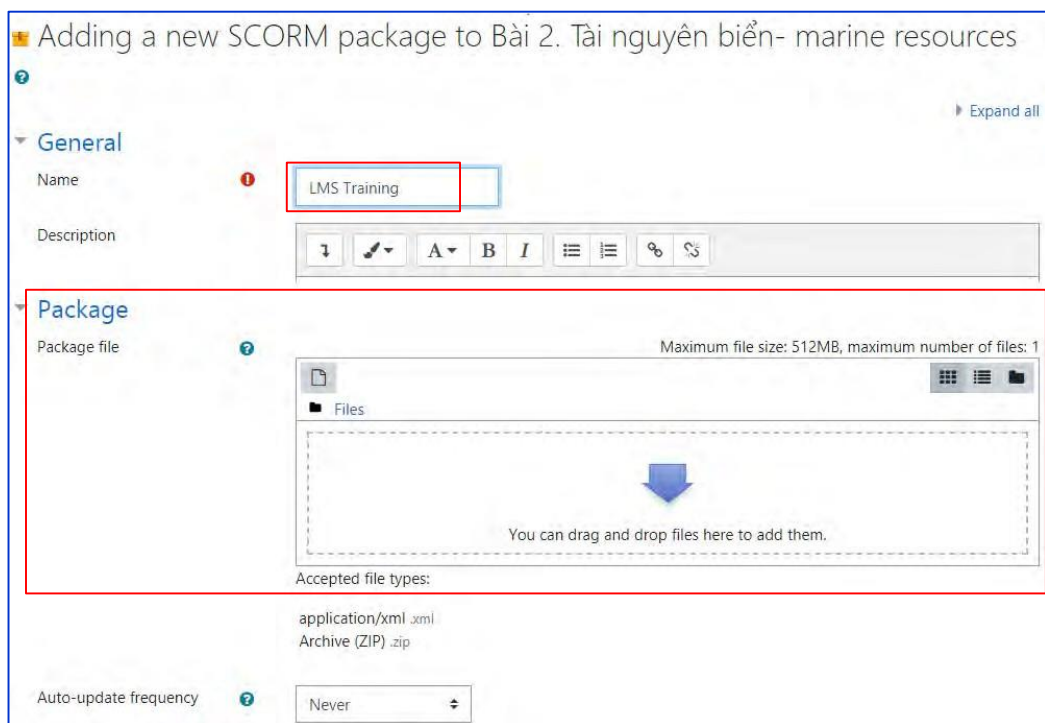 Adding a new SCORM package to Bài 2. Tài nguyên biển- marine resources
Expand all
General
Name
LMS Training
Description
A B I
Package
Package file
Maximum file size: 512MB, maximum number of files: 1
Files
You can drag and drop files here to add them.
Accepted file types:
application/xml .xml
Archive (ZIP) .zip
Auto-update frequency
Never